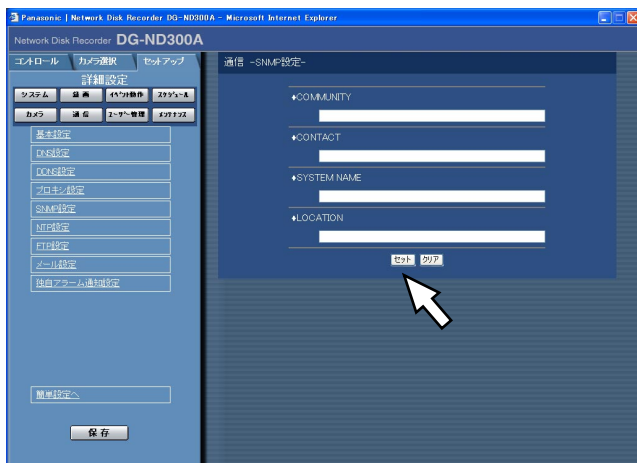 Panasonic | Network Disk Recorder DG-ND300A - Microsoft Internet Explorer
Network Disk Recorder DG-ND300A
コントロール カメラ選択 セットアップ
詳細設定
システム 録画 イベント動作 スケジュール
カメラ 通信 ユーザー管理 メンテナンス
基本設定
DNS設定
DDNS設定
プロキシ設定
SNMP設定
NTP設定
FTP設定
メール設定
独自アラーム通知設定
簡単設定へ
保存
通信 -SNMP設定-
♦COMMUNITY
♦CONTACT
♦SYSTEM NAME
♦LOCATION
セット クリア